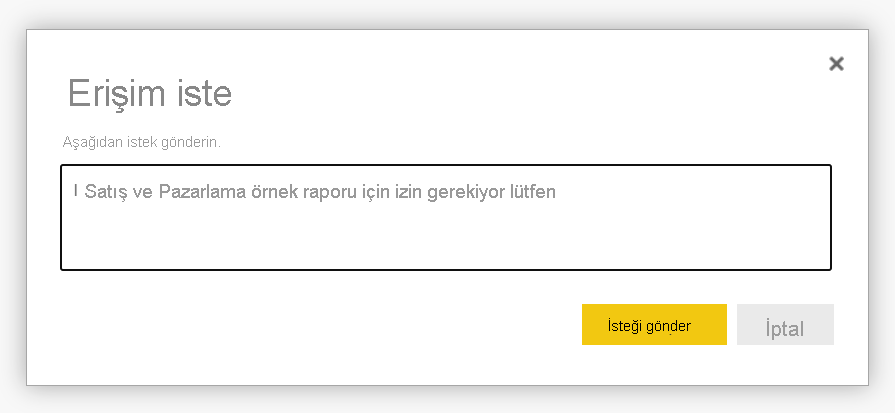 Erişim iste
Aşağıdan istek gönderin.
I Satış ve Pazarlama örnek raporu için izin gerekiyor lütfen
İsteği gönder
İptal